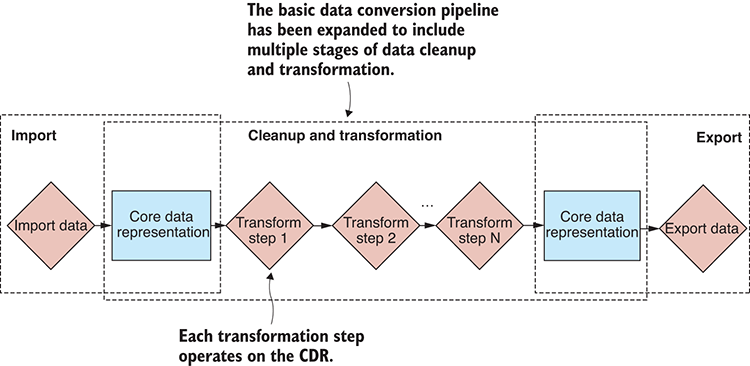 The basic data conversion pipeline
has been expanded to include
multiple stages of data cleanup
and transformation.
Import
Cleanup and transformation
Export
Import data
Core data
representation
Transform
step 1
Transform
step 2
...
Transform
step N
Core data
representation
Export data
Each transformation step
operates on the CDR.